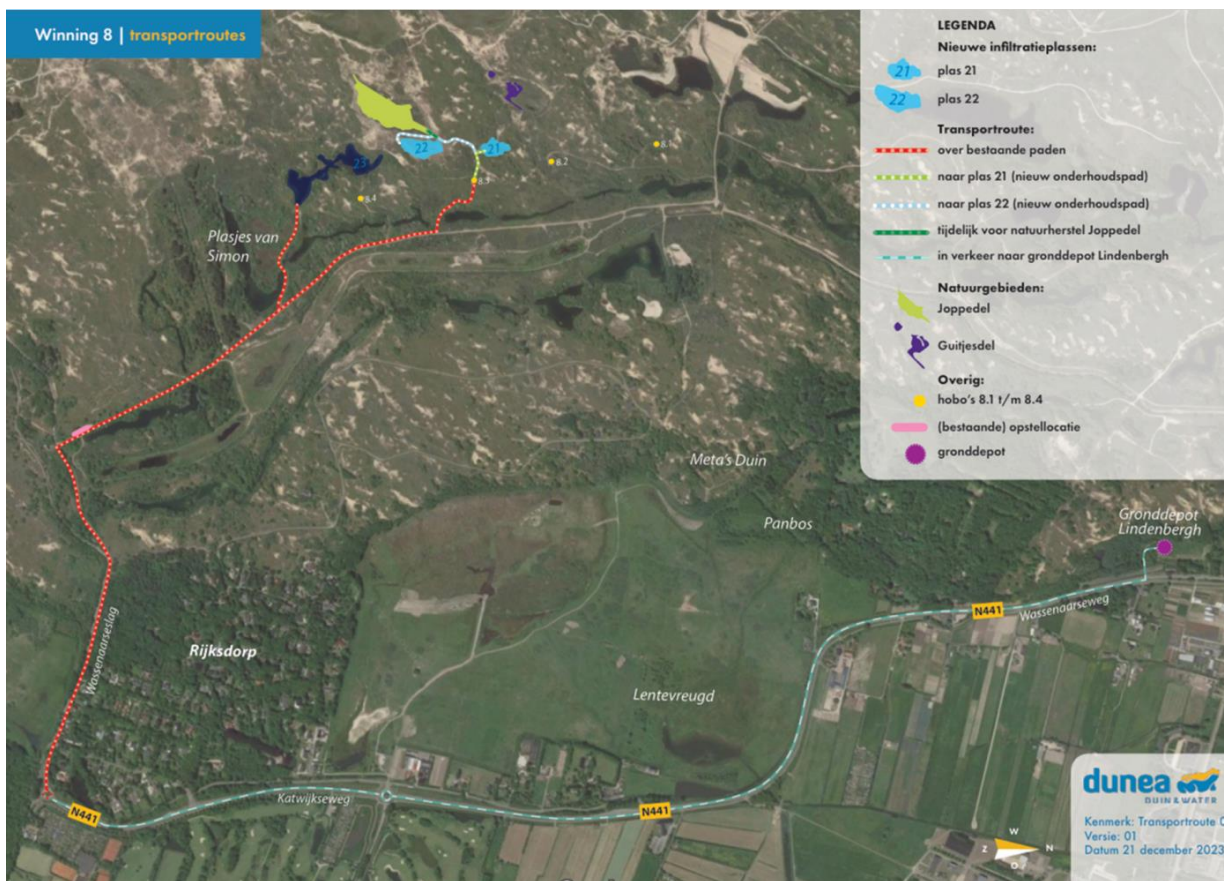 Winning 8 | transportroutes
LEGENDA
Nieuwe infiltratieplassen:
21 plas 21
22 plas 22
Transportroute:
over bestaande paden
naar plas 21 (nieuw onderhoudspad)
naar plas 22 (nieuw onderhoudspad)
tijdelijk voor natuurherstel Joppedel
in verkeer naar gronddepot Lindenbergh
Natuurgebieden:
Joppedel
Guitjesdel
Overig:
hobo's 8.1 t/m 8.4
(bestaande) opstellocatie
gronddepot
22
21
23
8.1
8.2
8.3
8.4
Plasjes van
Simon
Meta's Duin
Panbos
Gronddepot
Lindenbergh
N441
Wassenaarseweg
Wassenaarseslag
Rijksdorp
Lentevreugd
N441
Katwijkseweg
N441
W
Z
N
O
dunea
DUIN & WATER
Kenmerk: Transportroute 0
Versie: 01
Datum 21 december 2023